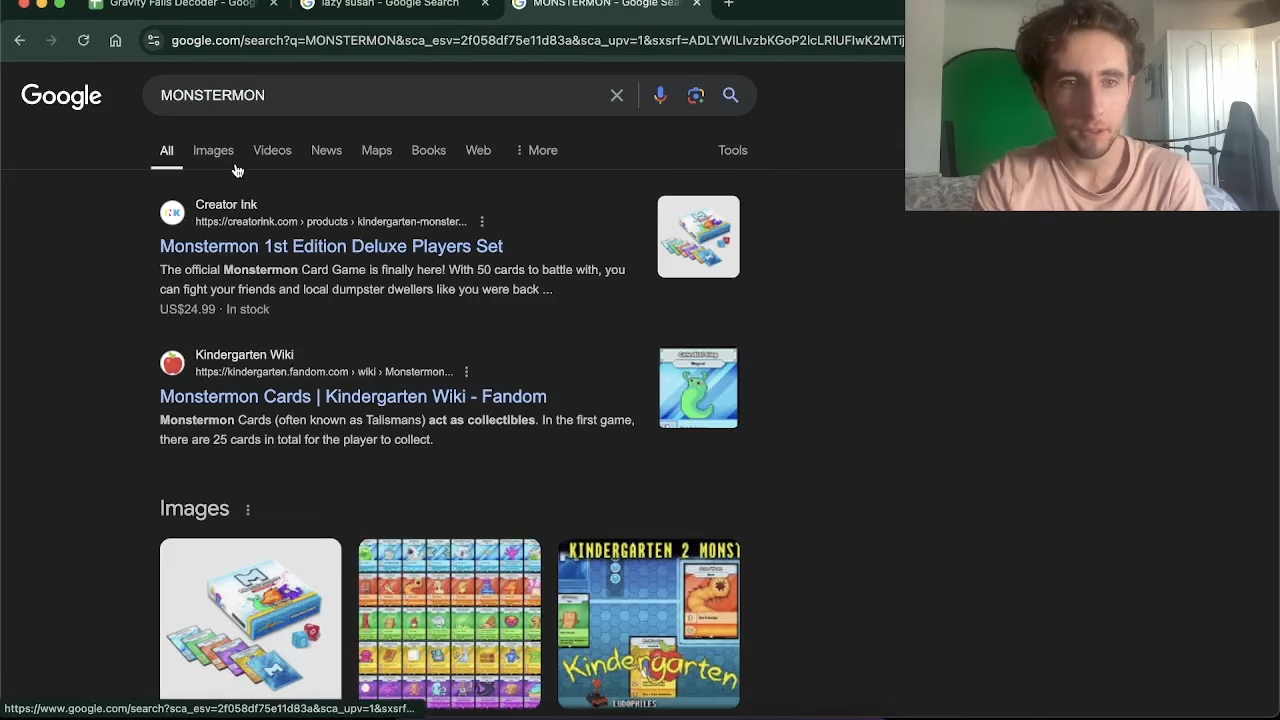 Gravity Falls Decoder - Goog
lazy susan - Google Search
MONSTERMON - Google Sea
google.com/search?q=MONSTERMON&sca_esv=2f058df75e11d83a&sca_upv=1&sxsrf=ADLYWILIvzbKGoP2IcLRlUFIwK2MTij
Google
MONSTERMON
All Images Videos News Maps Books Web More Tools
Creator Ink
https://creatorink.com › products › kindergarten-monster...
Monstermon 1st Edition Deluxe Players Set
The official Monstermon Card Game is finally here! With 50 cards to battle with, you
can fight your friends and local dumpster dwellers like you were back ...
US$24.99 · In stock
Kindergarten Wiki
https://kindergarten.fandom.com › wiki › Monstermon...
Monstermon Cards | Kindergarten Wiki - Fandom
Monstermon Cards (often known as Talismans) act as collectibles. In the first game,
there are 25 cards in total for the player to collect.
Celestial Slug
Magical
Images
KINDERGARTEN 2 MONST
Kindergarten
LUDOPHILES
https://www.google.com/search?sca_esv=2f058df75e11d83a&sca_upv=1&sxsrf...